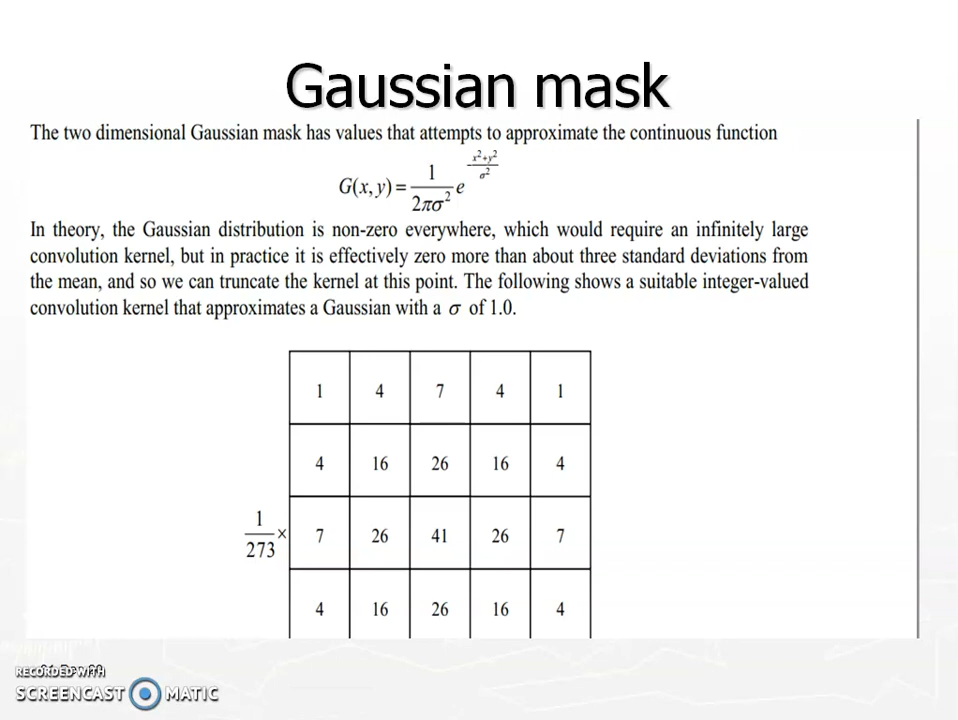 Gaussian mask
The two dimensional Gaussian mask has values that attempts to approximate the continuous function
G(x, y) = 1/(2πσ²) e^(-(x²+y²)/σ²)
In theory, the Gaussian distribution is non-zero everywhere, which would require an infinitely large
convolution kernel, but in practice it is effectively zero more than about three standard deviations from
the mean, and so we can truncate the kernel at this point. The following shows a suitable integer-valued
convolution kernel that approximates a Gaussian with a σ of 1.0.
1 4 7 4 1
4 16 26 16 4
1/273 × 7 26 41 26 7
4 16 26 16 4
RECORDED WITH
SCREENCAST MATIC